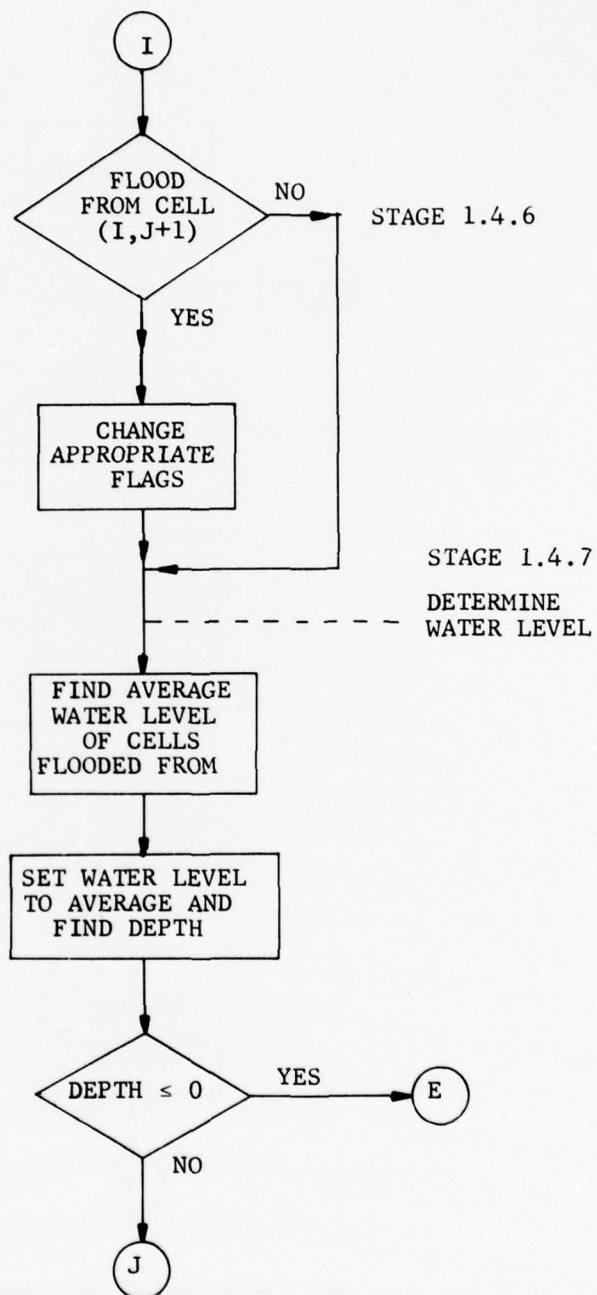 I
FLOOD
FROM CELL
(I,J+1)
NO
STAGE 1.4.6
YES
CHANGE
APPROPRIATE
FLAGS
STAGE 1.4.7
DETERMINE
WATER LEVEL
FIND AVERAGE
WATER LEVEL
OF CELLS
FLOODED FROM
SET WATER LEVEL
TO AVERAGE AND
FIND DEPTH
DEPTH ≤ 0
YES
E
NO
J